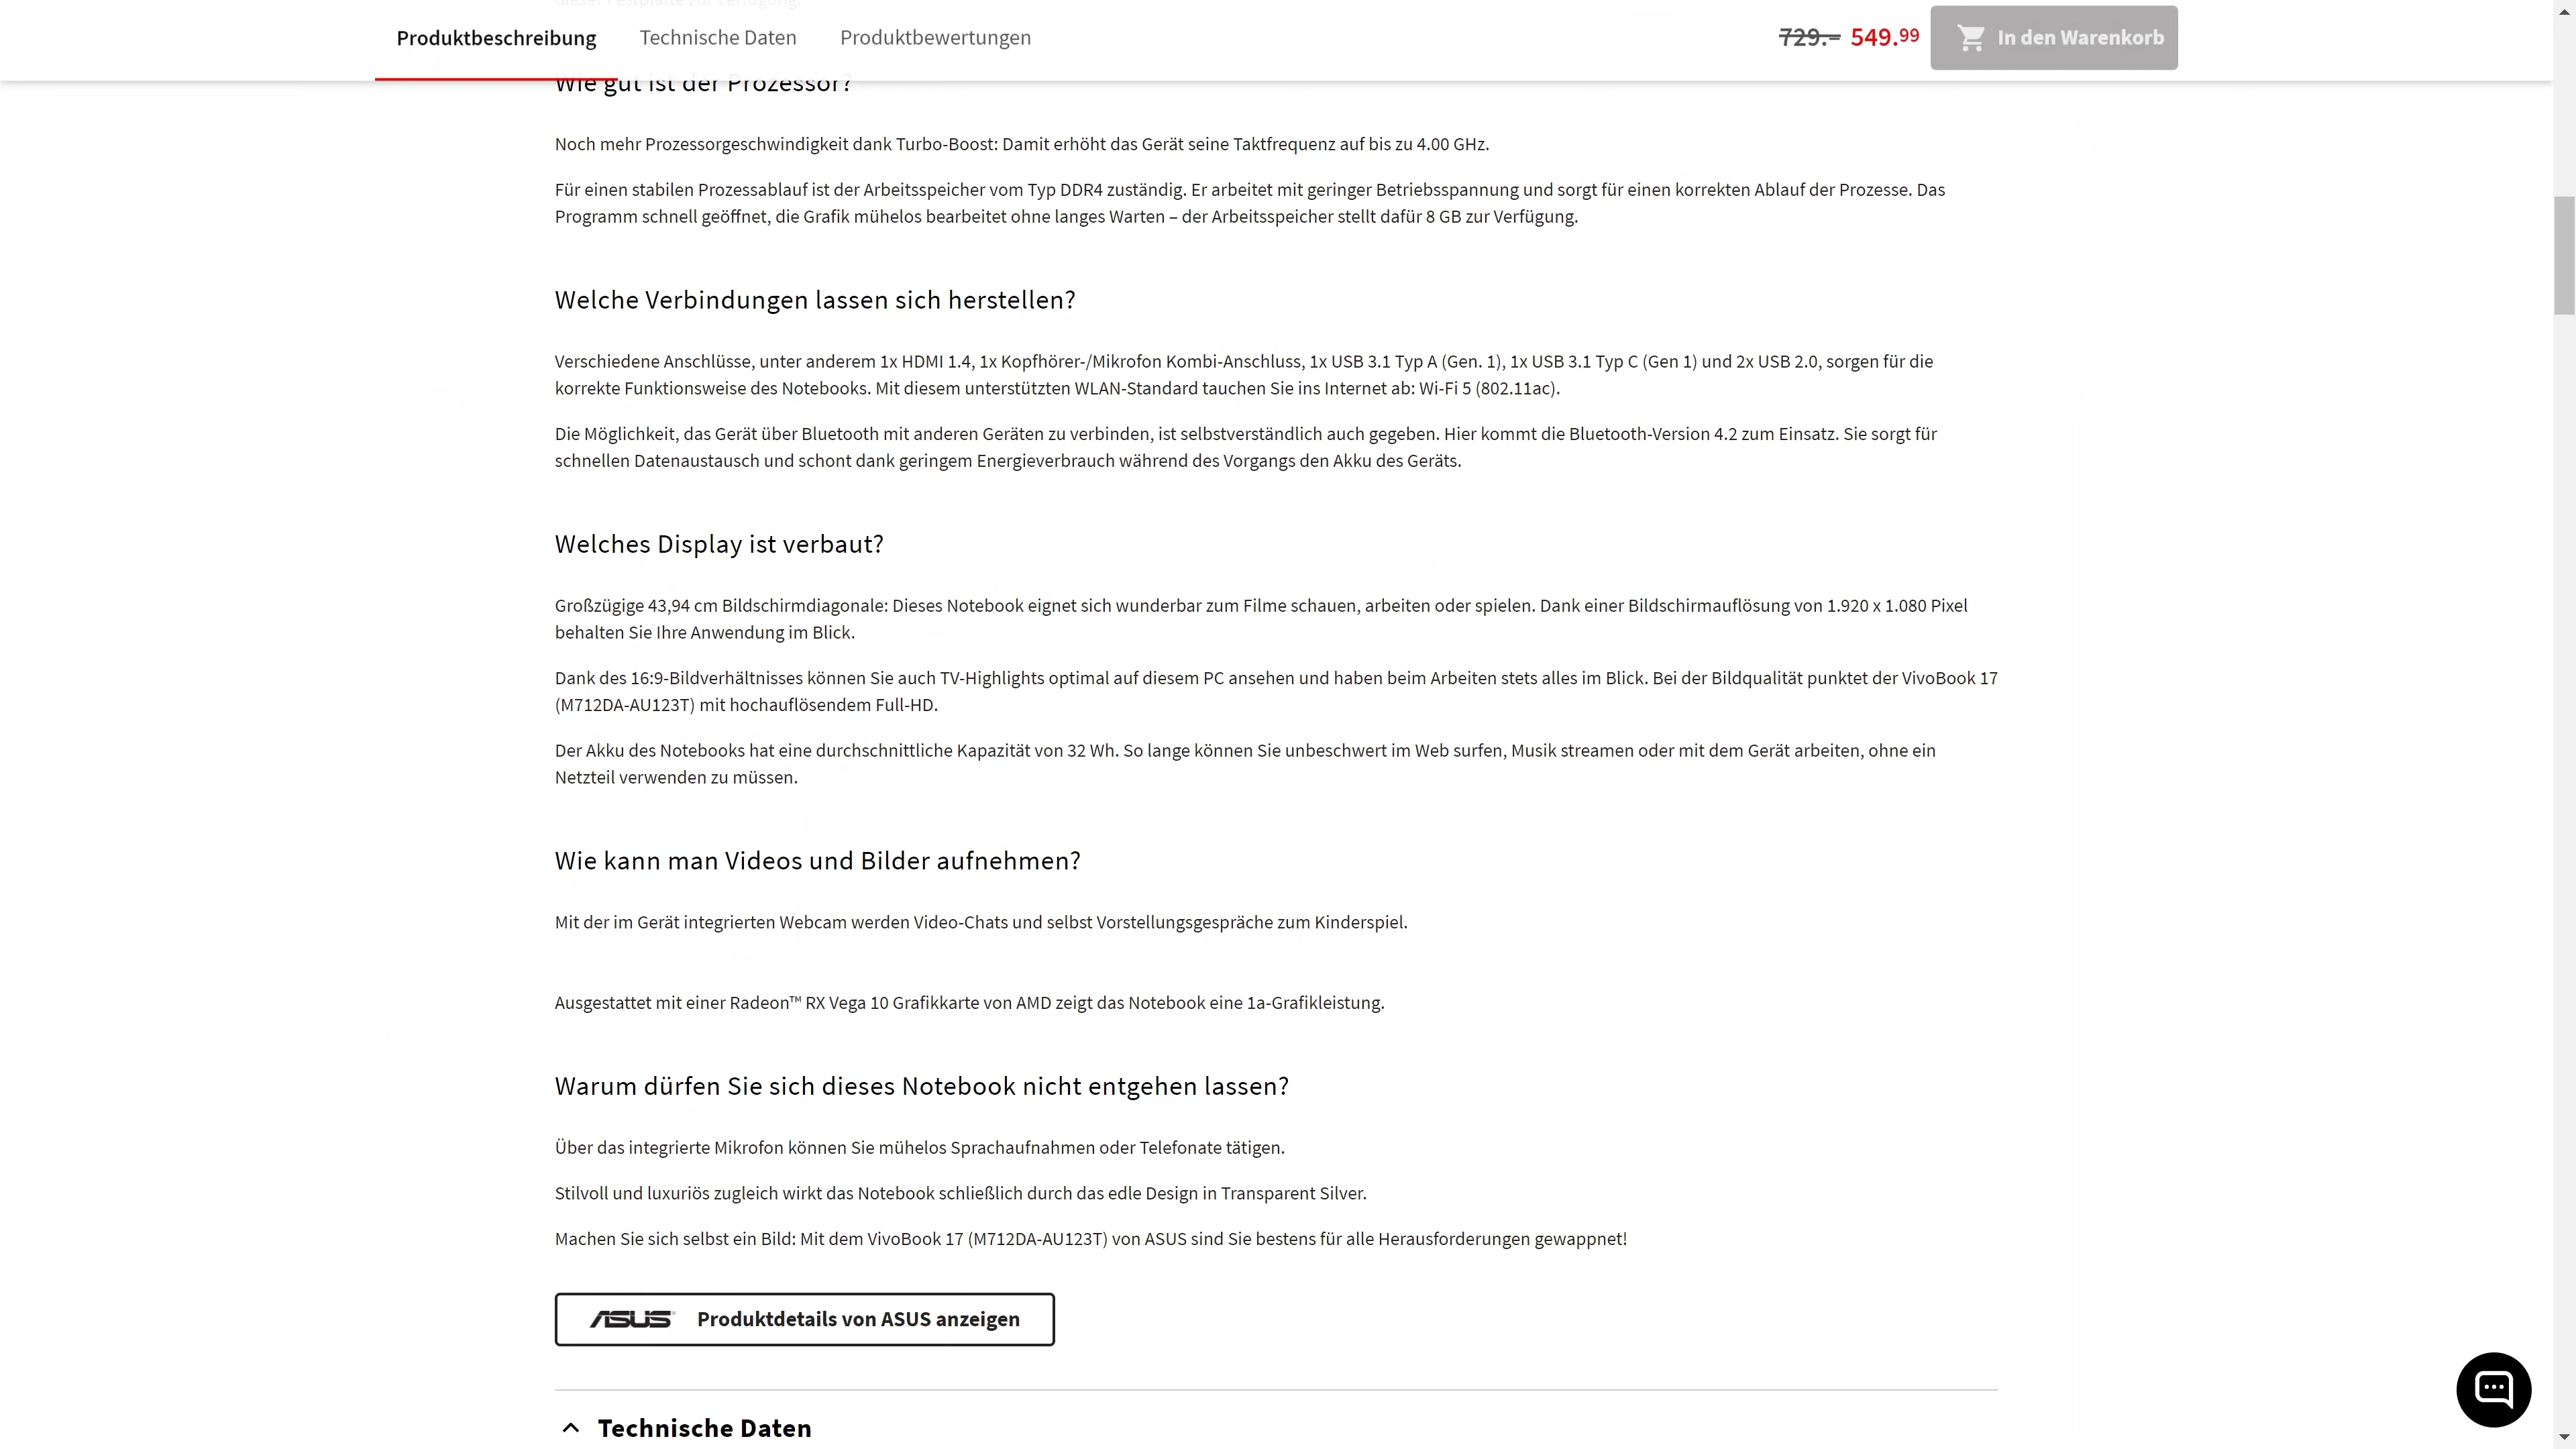 dieser Festplatte zur Verfügung.
Produktbeschreibung Technische Daten Produktbewertungen 729.– 549.99 In den Warenkorb
Wie gut ist der Prozessor?
Noch mehr Prozessorgeschwindigkeit dank Turbo-Boost: Damit erhöht das Gerät seine Taktfrequenz auf bis zu 4.00 GHz.
Für einen stabilen Prozessablauf ist der Arbeitsspeicher vom Typ DDR4 zuständig. Er arbeitet mit geringer Betriebsspannung und sorgt für einen korrekten Ablauf der Prozesse. Das
Programm schnell geöffnet, die Grafik mühelos bearbeitet ohne langes Warten – der Arbeitsspeicher stellt dafür 8 GB zur Verfügung.
Welche Verbindungen lassen sich herstellen?
Verschiedene Anschlüsse, unter anderem 1x HDMI 1.4, 1x Kopfhörer-/Mikrofon Kombi-Anschluss, 1x USB 3.1 Typ A (Gen. 1), 1x USB 3.1 Typ C (Gen 1) und 2x USB 2.0, sorgen für die
korrekte Funktionsweise des Notebooks. Mit diesem unterstützten WLAN-Standard tauchen Sie ins Internet ab: Wi-Fi 5 (802.11ac).
Die Möglichkeit, das Gerät über Bluetooth mit anderen Geräten zu verbinden, ist selbstverständlich auch gegeben. Hier kommt die Bluetooth-Version 4.2 zum Einsatz. Sie sorgt für
schnellen Datenaustausch und schont dank geringem Energieverbrauch während des Vorgangs den Akku des Geräts.
Welches Display ist verbaut?
Großzügige 43,94 cm Bildschirmdiagonale: Dieses Notebook eignet sich wunderbar zum Filme schauen, arbeiten oder spielen. Dank einer Bildschirmauflösung von 1.920 x 1.080 Pixel
behalten Sie Ihre Anwendung im Blick.
Dank des 16:9-Bildverhältnisses können Sie auch TV-Highlights optimal auf diesem PC ansehen und haben beim Arbeiten stets alles im Blick. Bei der Bildqualität punktet der VivoBook 17
(M712DA-AU123T) mit hochauflösendem Full-HD.
Der Akku des Notebooks hat eine durchschnittliche Kapazität von 32 Wh. So lange können Sie unbeschwert im Web surfen, Musik streamen oder mit dem Gerät arbeiten, ohne ein
Netzteil verwenden zu müssen.
Wie kann man Videos und Bilder aufnehmen?
Mit der im Gerät integrierten Webcam werden Video-Chats und selbst Vorstellungsgespräche zum Kinderspiel.
Ausgestattet mit einer Radeon™ RX Vega 10 Grafikkarte von AMD zeigt das Notebook eine 1a-Grafikleistung.
Warum dürfen Sie sich dieses Notebook nicht entgehen lassen?
Über das integrierte Mikrofon können Sie mühelos Sprachaufnahmen oder Telefonate tätigen.
Stilvoll und luxuriös zugleich wirkt das Notebook schließlich durch das edle Design in Transparent Silver.
Machen Sie sich selbst ein Bild: Mit dem VivoBook 17 (M712DA-AU123T) von ASUS sind Sie bestens für alle Herausforderungen gewappnet!
ASUS Produktdetails von ASUS anzeigen
Technische Daten